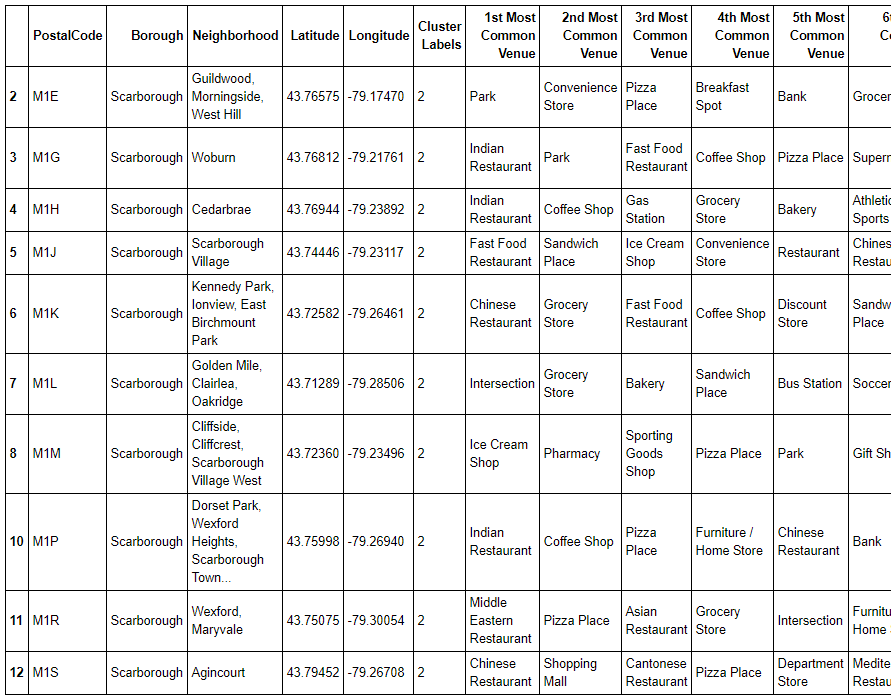 PostalCode
Borough
Neighborhood
Latitude
Longitude
Cluster
Labels
1st Most
Common
Venue
2nd Most
Common
Venue
3rd Most
Common
Venue
4th Most
Common
Venue
5th Most
Common
Venue
2
M1E
Scarborough
Guildwood,
Morningside,
West Hill
43.76575
-79.17470
2
Park
Convenience
Store
Pizza
Place
Breakfast
Spot
Bank
Grocer
3
M1G
Scarborough
Woburn
43.76812
-79.21761
2
Indian
Restaurant
Park
Fast Food
Restaurant
Coffee Shop
Pizza Place
4
M1H
Scarborough
Cedarbrae
43.76944
-79.23892
2
Indian
Restaurant
Coffee Shop
Gas
Station
Grocery
Store
Bakery
Athletic
Sports
5
M1J
Scarborough
Scarborough
Village
43.74446
-79.23117
2
Fast Food
Restaurant
Sandwich
Place
Ice Cream
Shop
Convenience
Store
Restaurant
Chines
Restau
6
M1K
Scarborough
Kennedy Park,
Ionview, East
Birchmount
Park
43.72582
-79.26461
2
Chinese
Restaurant
Grocery
Store
Fast Food
Restaurant
Coffee Shop
Discount
Store
Sandw
Place
7
M1L
Scarborough
Golden Mile,
Clairlea,
Oakridge
43.71289
-79.28506
2
Intersection
Grocery
Store
Bakery
Sandwich
Place
Bus Station
Soccer
8
M1M
Scarborough
Cliffside,
Cliffcrest,
Scarborough
Village West
43.72360
-79.23496
2
Ice Cream
Shop
Pharmacy
Sporting
Goods
Shop
Pizza Place
Park
Gift Sh
10
M1P
Scarborough
Dorset Park,
Wexford
Heights,
Scarborough
Town...
43.75998
-79.26940
2
Indian
Restaurant
Coffee Shop
Pizza
Place
Furniture /
Home Store
Chinese
Restaurant
Bank
11
M1R
Scarborough
Wexford,
Maryvale
43.75075
-79.30054
2
Middle
Eastern
Restaurant
Pizza Place
Asian
Restaurant
Grocery
Store
Intersection
Furnitu
Home
12
M1S
Scarborough
Agincourt
43.79452
-79.26708
2
Chinese
Restaurant
Shopping
Mall
Cantonese
Restaurant
Pizza Place
Department
Store
Medite
Restau